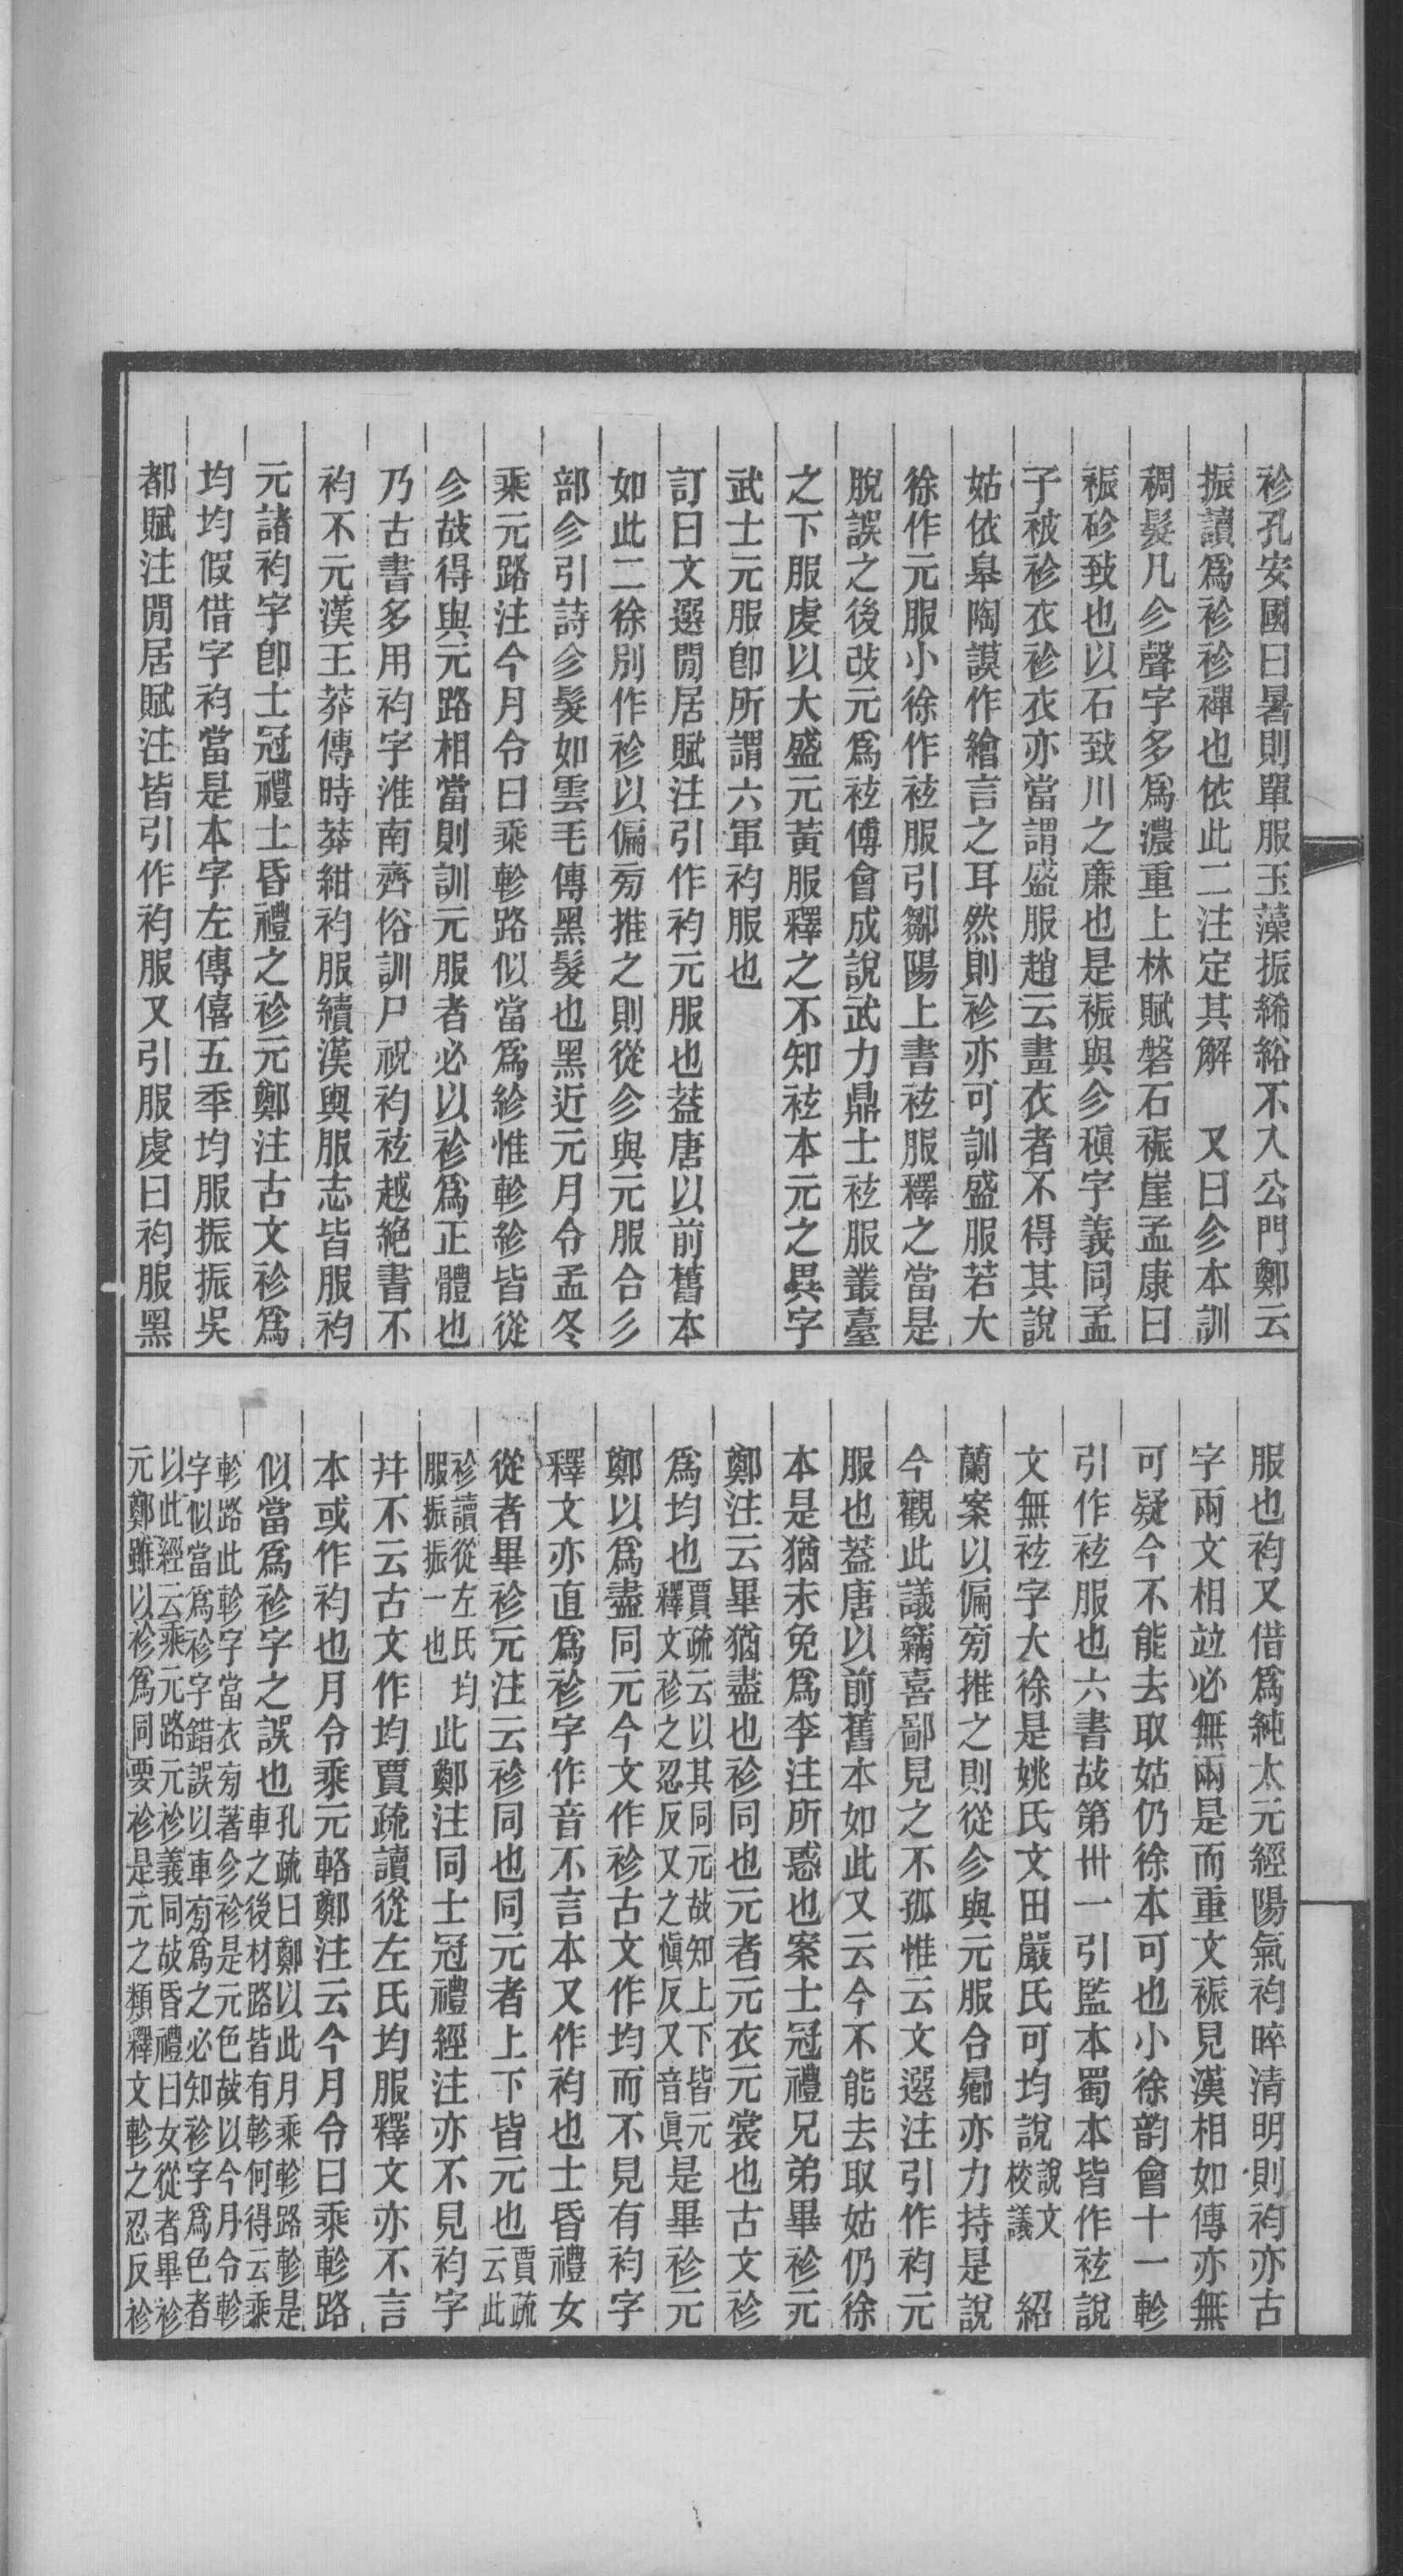 袗孔安國曰暑則單服玉藻振絺綌不入公門鄭云
振讀爲袗袗襌也依此二注定其解　又曰㐱本訓
稠髮凡㐱聲字多爲濃重上林賦磐石裖崖孟康曰
裖砂致也以石致川之廉也是裖與㐱稹字義同孟
子被袗衣袗衣亦當謂盛服趙云畫衣者不得其說
姑依皋陶謨作繪言之耳然則袗亦可訓盛服若大
徐作元服小徐作袨服引鄒陽上書袨服釋之當是
脫誤之後改元爲袨傅會成說武力鼎士袨服叢臺
之下服虔以大盛元黃服釋之不知袨本元之異字
武士元服卽所謂六軍袀服也
訂曰文選閒居賦注引作袀元服也葢唐以前舊本
如此二徐別作袗以偏㫄推之則從㐱與元服合彡
部㐱引詩㐱髮如雲毛傳黑髮也黑近元月令孟冬
乘元路注今月令曰乘軫路似當爲紾惟軫紾皆從
㐱故得與元路相當則訓元服者必以袗爲正體也
乃古書多用袀字淮南齊俗訓尸祝袀袨越絶書不
袀不元漢王莽傳時莽紺袀服續漢輿服志皆服袀
元諸袀字卽士冠禮士昏禮之袗元鄭注古文袗爲
均均假借字袀當是本字左傳僖五年均服振振吳
都賦注閒居賦注皆引作袀服又引服虔曰袀服黑
服也袀又借爲純太元經陽氣袀睟清明則袀亦古
字兩文相竝必無兩是而重文裖見漢相如傳亦無
可疑今不能去取姑仍徐本可也小徐韵會十一軫
引作袨服也六書故第卅一引監本蜀本皆作袨說
文無袨字大徐是姚氏文田嚴氏可均說說文校議　紹
蘭案以偏㫄推之則從㐱與元服合鄙亦力持是說
今觀此議竊喜鄙見之不孤惟云文選注引作袀元
服也葢唐以前舊本如此又云今不能去取姑仍徐
本是猶未免爲李注所惑也案士冠禮兄弟畢袗元
鄭注云畢猶盡也袗同也元者元衣元裳也古文袗
爲均也賈疏云以其同元故知上下皆元釋文袗之忍反又之愼反又音眞是畢袗元
鄭以爲盡同元今文作袗古文作均而不見有袀字
釋文亦直爲袗字作音不言本又作袀也士昏禮女
從者畢袗元注云袗同也同元者上下皆元也賈疏云此
袗讀從左氏均服振振一也此鄭注同士冠禮經注亦不見袀字
幷不云古文作均賈疏讀從左氏均服釋文亦不言
本或作袀也月令乘元輅鄭注云今月令曰乘軫路
似當爲袗字之誤也孔疏曰鄭以此月乘軫路軫是車之後材路皆有軫何得云乘
軫路此軫字當衣㫄著㐱袗是元色故以今月令軫字似當爲袗字錯誤以車㫄爲之必知袗字爲色者
以此經云乘元路元袗義同故昏禮曰女從者畢袗元鄭雖以袗爲同要袗是元之類釋文軫之忍反袗